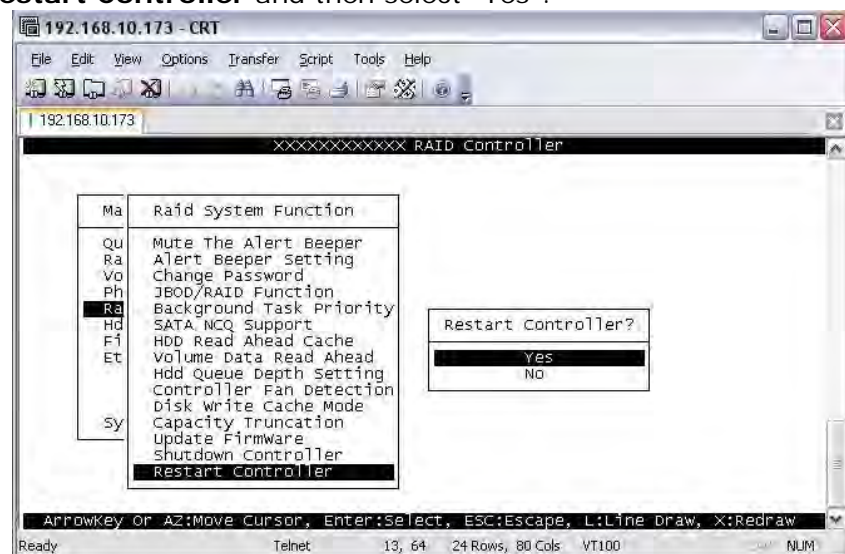 start controller and then select "Yes".
192.168.10.173 - CRT
File Edit View Options Transfer Script Tools Help
192.168.10.173
XXXXXXXXXXXX RAID Controller
Ma
Qu
Ra
Vo
Ph
Ra
Hd
Fi
Et
Sy
Raid System Function
Mute The Alert Beeper
Alert Beeper Setting
Change Password
JBOD/RAID Function
Background Task Priority
SATA NCQ Support
HDD Read Ahead Cache
Volume Data Read Ahead
Hdd Queue Depth Setting
Controller Fan Detection
Disk Write Cache Mode
Capacity Truncation
Update Firmware
Shutdown Controller
Restart Controller
Restart Controller?
Yes
No
ArrowKey Or AZ:Move Cursor, Enter:Select, ESC:Escape, L:Line Draw, X:Redraw
Ready Telnet 13, 64 24 Rows, 80 Cols VT100 NUM